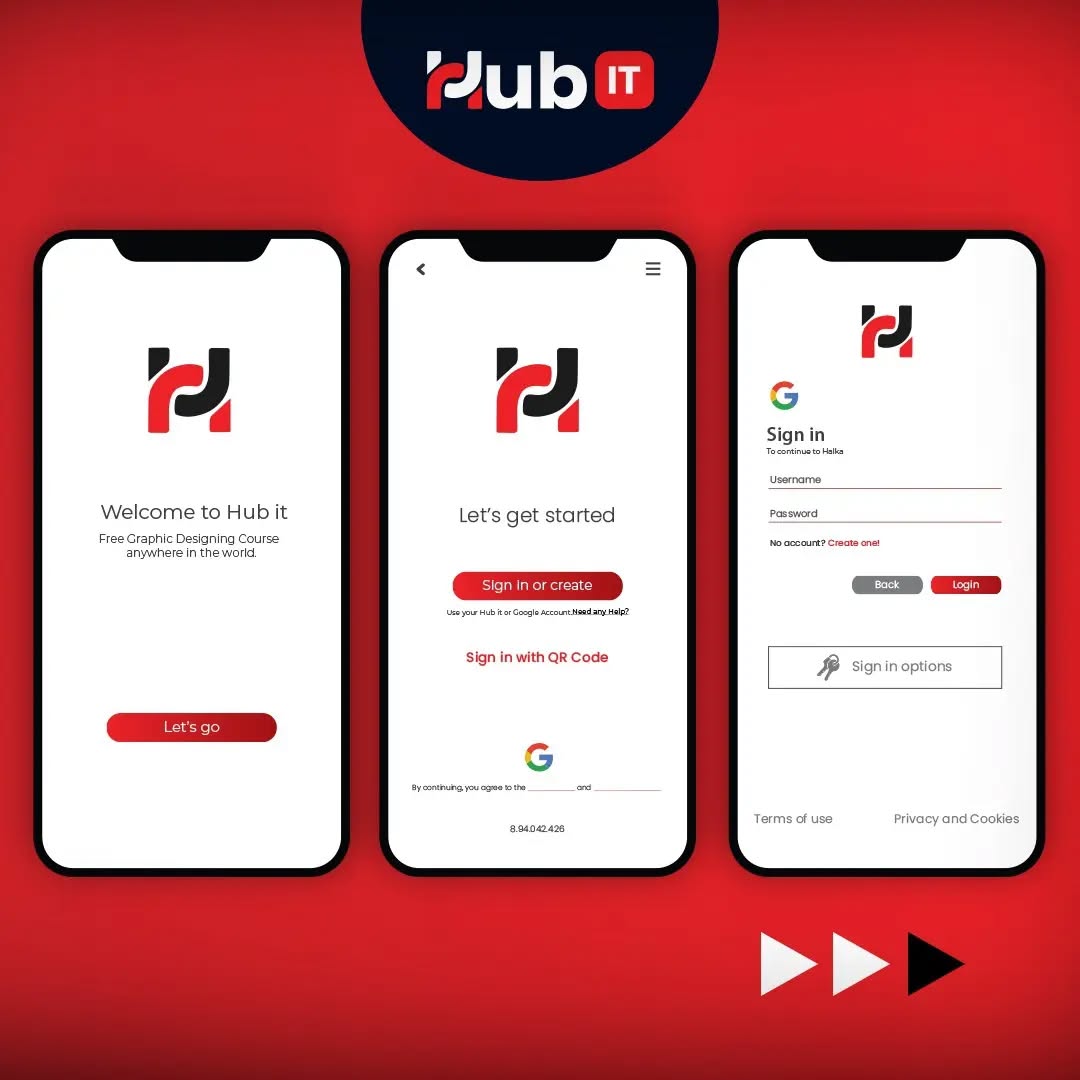 Hub IT
Welcome to Hub it
Free Graphic Designing Course
anywhere in the world.
Let's go
Let's get started
Sign in or create
Use your Hub it or Google Account.Need any Help?
Sign in with QR Code
By continuing, you agree to the ____________ and _________________
8.94.042.426
Sign in
To continue to Halka
Username
Password
No account? Create one!
Back
Login
Sign in options
Terms of use
Privacy and Cookies